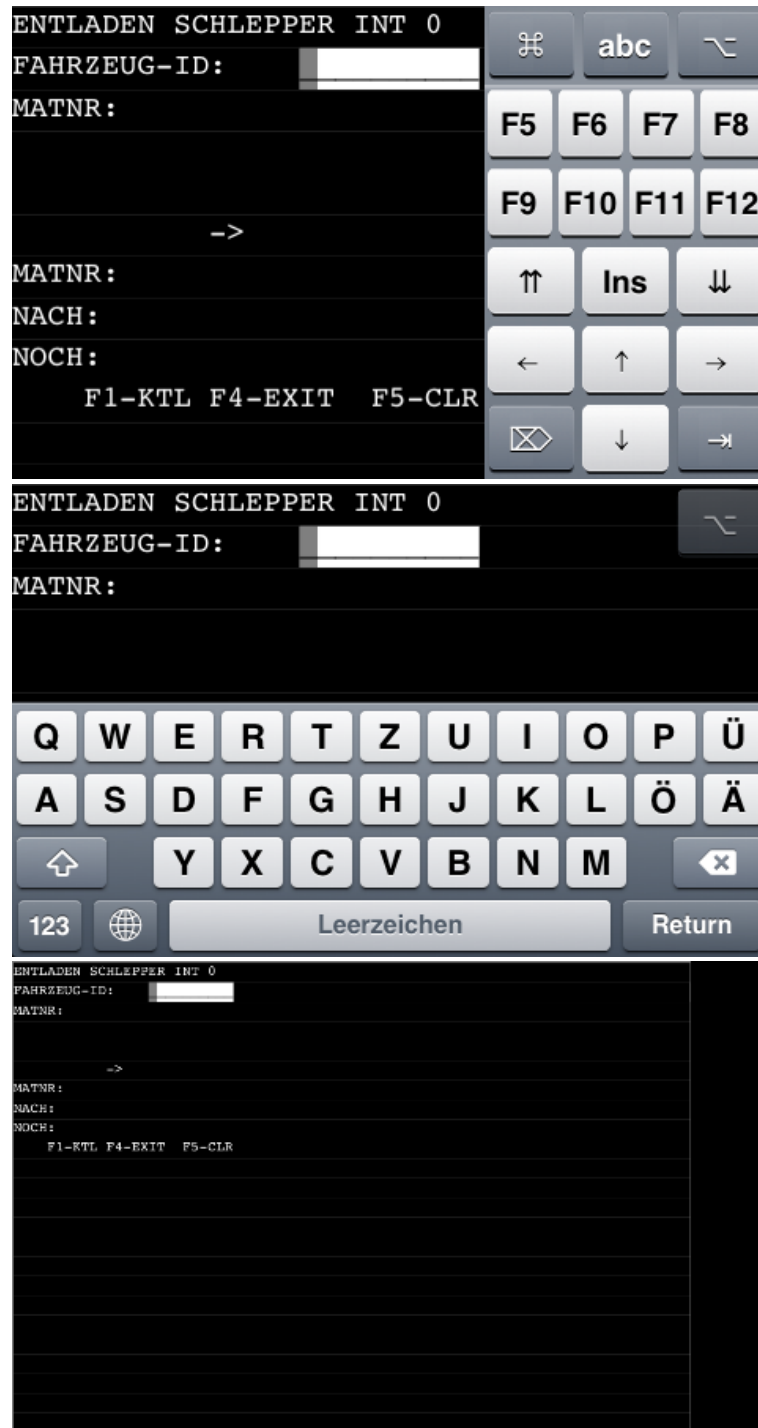 ENTLADEN SCHLEPPER INT 0
FAHRZEUG-ID:
MATNR:
->
MATNR:
NACH:
NOCH:
F1-KTL F4-EXIT F5-CLR
⌘ abc ⌥
F5 F6 F7 F8
F9 F10 F11 F12
⇈ Ins ⇊
← ↑ →
⌦ ↓ ⇥
ENTLADEN SCHLEPPER INT 0
⌥
FAHRZEUG-ID:
MATNR:
Q W E R T Z U I O P Ü
A S D F G H J K L Ö Ä
Y X C V B N M
123 Leerzeichen Return
ENTLADEN SCHLEPPER INT 0
FAHRZEUG-ID:
MATNR:
->
MATNR:
NACH:
NOCH:
F1-KTL F4-EXIT F5-CLR